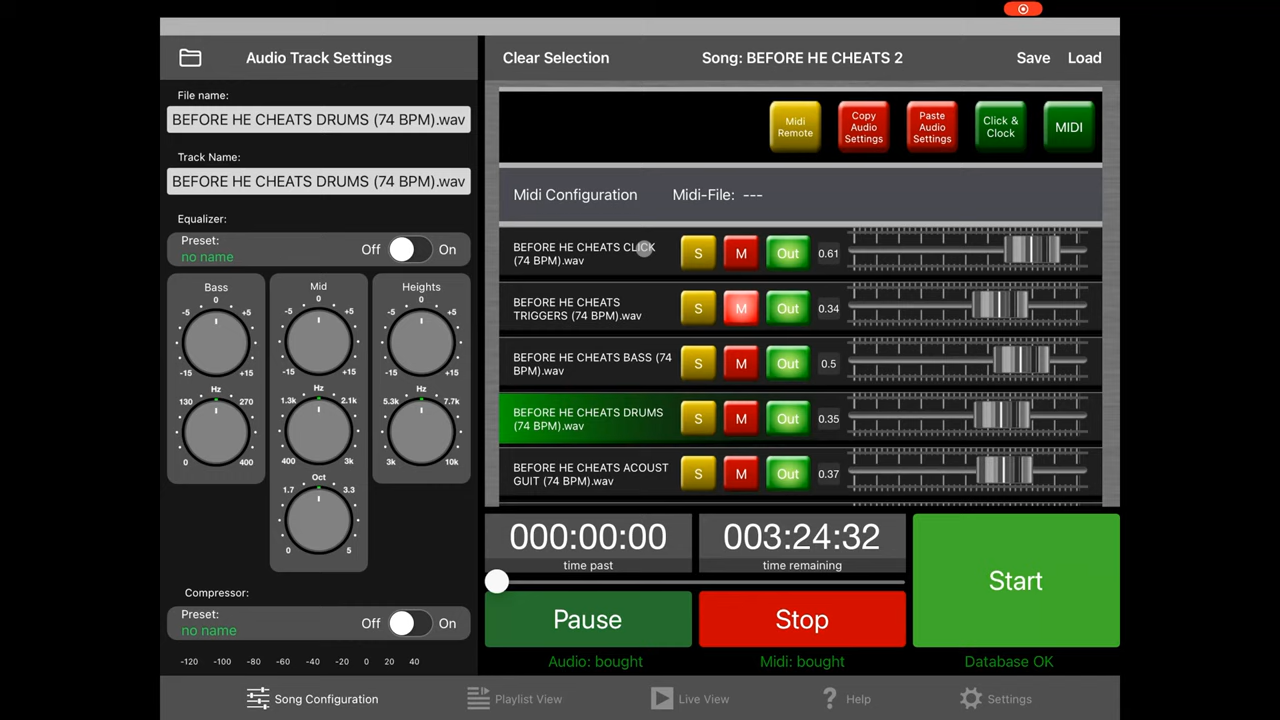 Audio Track Settings
Clear Selection
Song: BEFORE HE CHEATS 2
Save
Load
File name:
BEFORE HE CHEATS DRUMS (74 BPM).wav
Track Name:
BEFORE HE CHEATS DRUMS (74 BPM).wav
Equalizer:
Preset:
no name
Off
On
Bass
0
-5
+5
-15
+15
Hz
130
270
0
400
Mid
0
-5
+5
-15
+15
Hz
1.3k
2.1k
400
3k
Oct
1.7
3.3
0
5
Heights
0
-5
+5
-15
+15
Hz
5.3k
7.7k
3k
10k
Compressor:
Preset:
no name
Off
On
-120
-100
-80
-60
-40
-20
0
20
40
Midi
Remote
Copy
Audio
Settings
Paste
Audio
Settings
Click &
Clock
MIDI
Midi Configuration
Midi-File: ---
BEFORE HE CHEATS CLICK
(74 BPM).wav
S
M
Out
0.61
BEFORE HE CHEATS
TRIGGERS (74 BPM).wav
S
M
Out
0.34
BEFORE HE CHEATS BASS (74
BPM).wav
S
M
Out
0.5
BEFORE HE CHEATS DRUMS
(74 BPM).wav
S
M
Out
0.35
BEFORE HE CHEATS ACOUST
GUIT (74 BPM).wav
S
M
Out
0.37
000:00:00
time past
003:24:32
time remaining
Start
Pause
Stop
Audio: bought
Midi: bought
Database OK
Song Configuration
Playlist View
Live View
? Help
Settings